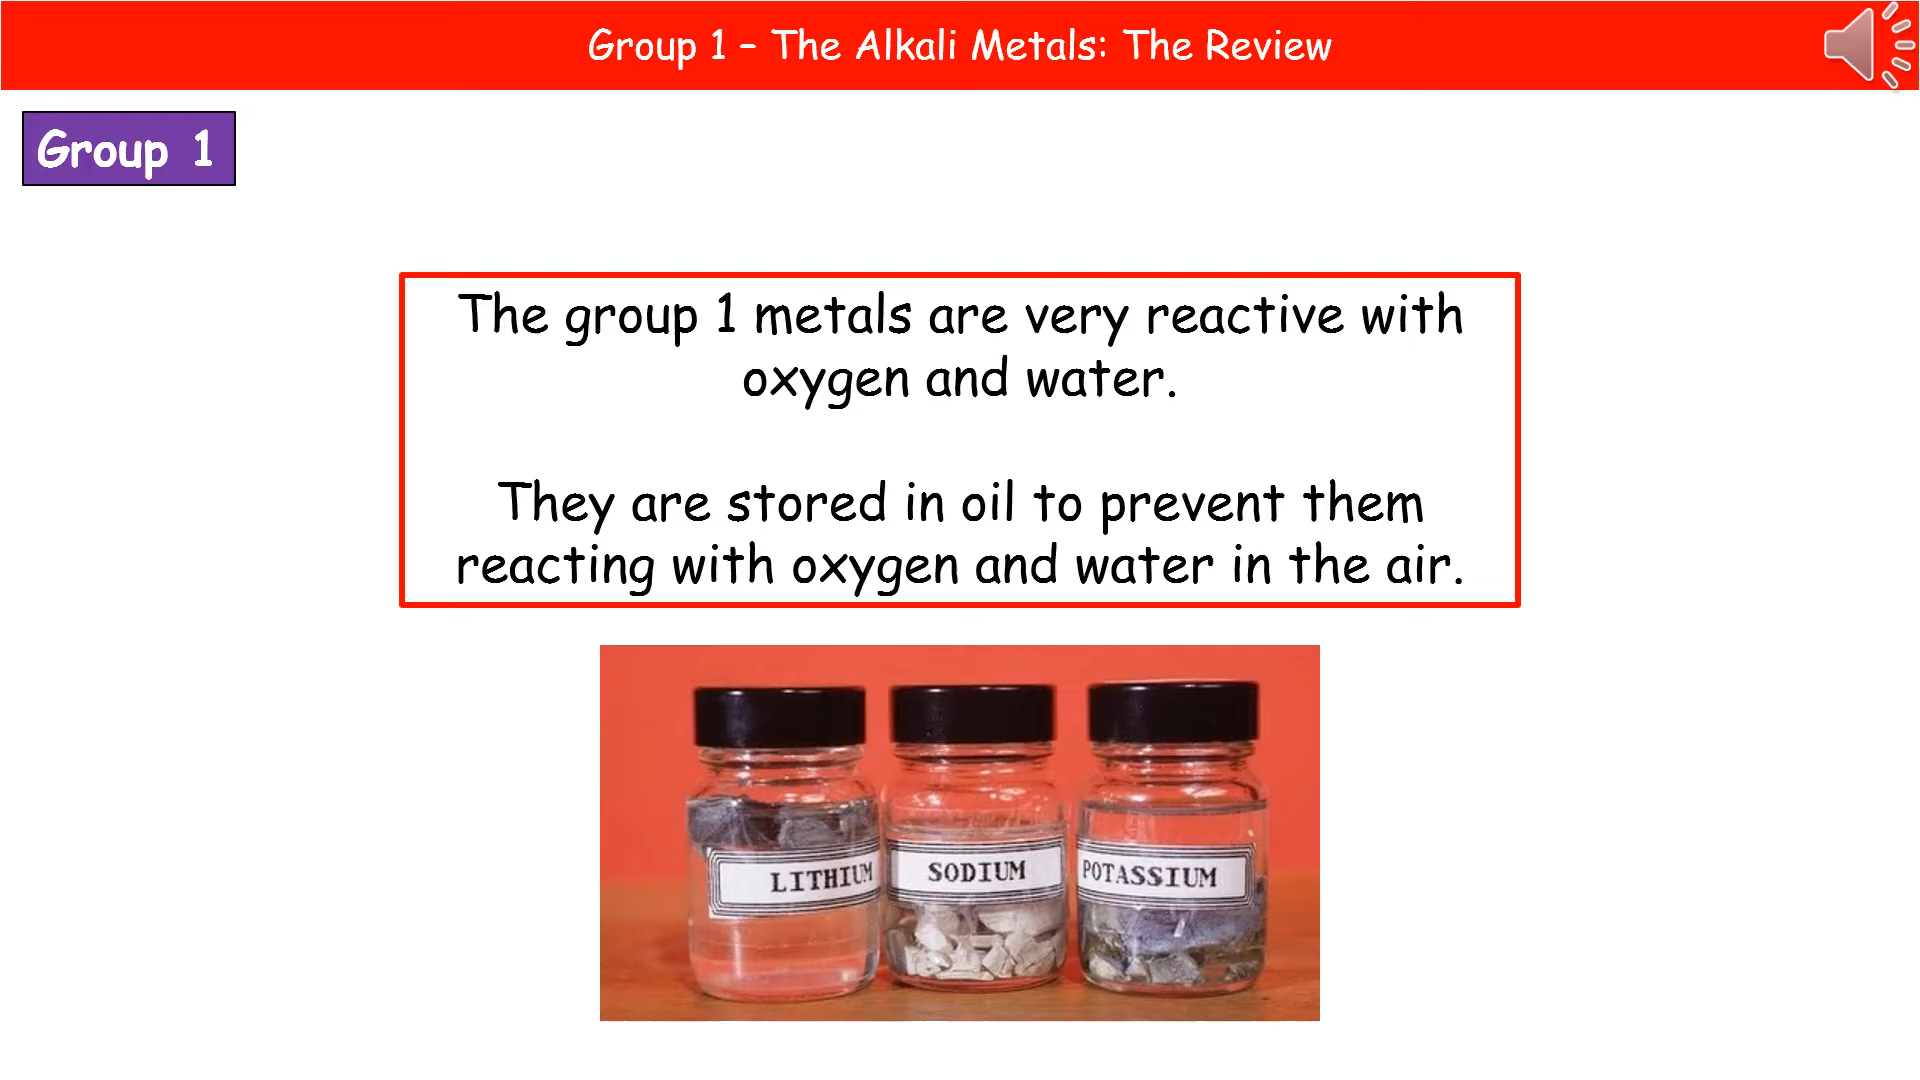 Group 1 – The Alkali Metals: The Review
Group 1
The group 1 metals are very reactive with
oxygen and water.
They are stored in oil to prevent them
reacting with oxygen and water in the air.
LITHIUM
SODIUM
POTASSIUM